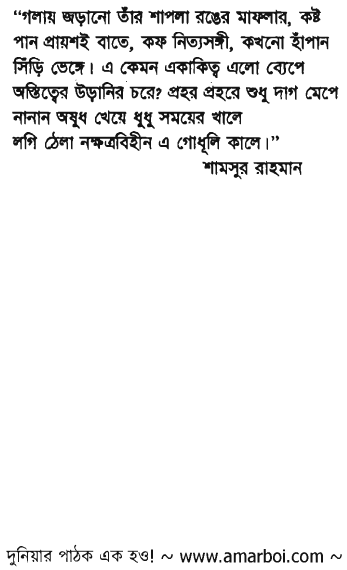 “গলায় জড়ানো তাঁর শাপলা রঙের মাফলার, কষ্ট
পান প্রায়শই বাতে, কফ নিত্যসঙ্গী, কখনো হাঁপান
সিঁড়ি ভেঙ্গে। এ কেমন একাকিত্ব এলো ব্যেপে
অস্তিত্বের উড়ানির চরে? প্রহর প্রহরে শুধু দাগ মেপে
নানান অষুধ খেয়ে ধুধু সময়ের খালে
লগি ঠেলা নক্ষত্রবিহীন এ গোধূলি কালে।”
শামসুর রাহমান
দুনিয়ার পাঠক এক হও! ~ www.amarboi.com ~